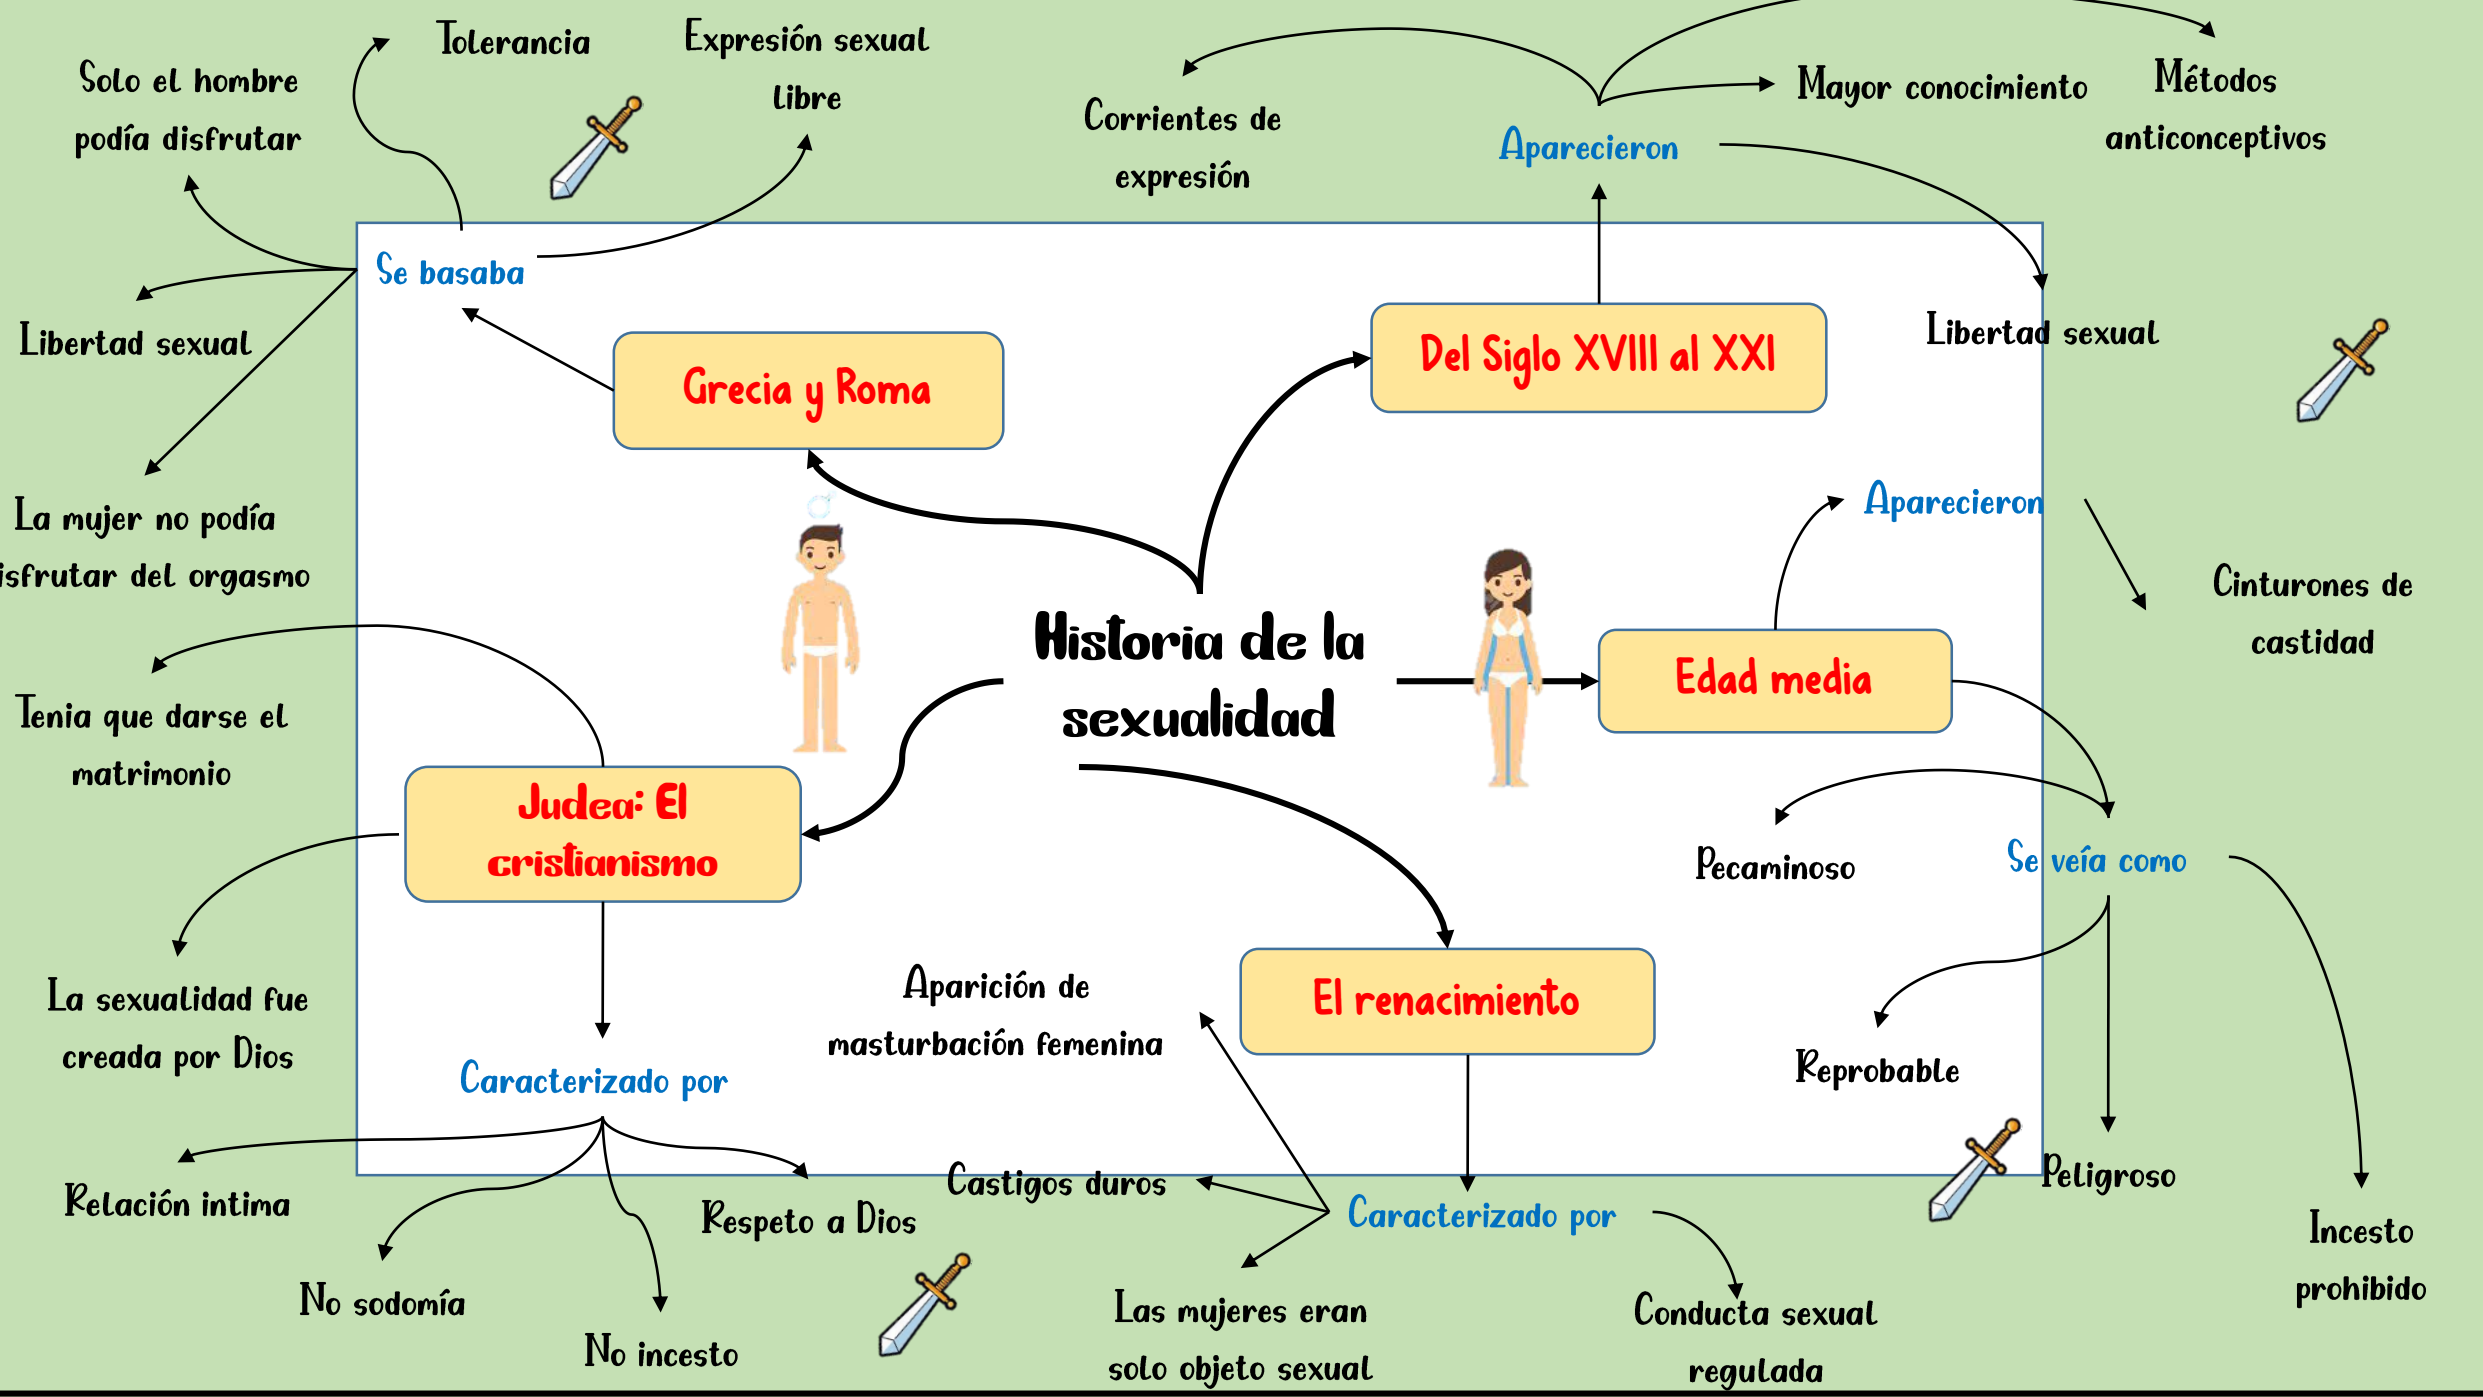 Tolerancia
Expresión sexual
libre
Solo el hombre
podía disfrutar
Se basaba
Libertad sexual
La mujer no podía
isfrutar del orgasmo
Grecia y Roma
Corrientes de
expresión
Aparecieron
Mayor conocimiento
Métodos
anticonceptivos
Libertad sexual
Del Siglo XVIII al XXI
Aparecieron
Cinturones de
castidad
Historia de la
sexualidad
Edad media
Se veía como
Pecaminoso
Reprobable
Peligroso
Incesto
prohibido
Tenia que darse el
matrimonio
Judea: El
cristianismo
La sexualidad fue
creada por Dios
Caracterizado por
Relación intima
No sodomía
No incesto
Respeto a Dios
El renacimiento
Aparición de
masturbación femenina
Castigos duros
Caracterizado por
Las mujeres eran
solo objeto sexual
Conducta sexual
regulada